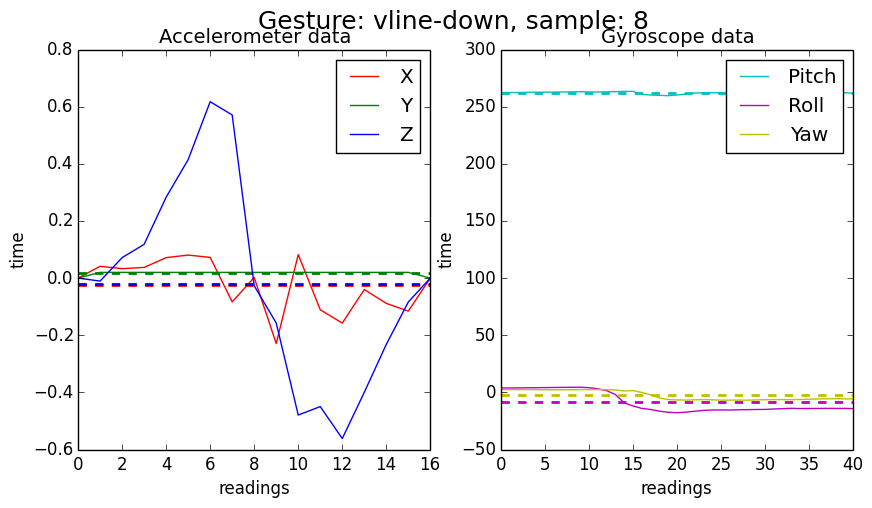 Gesture: vline-down, sample: 8
Accelerometer data
0.8
0.6
0.4
0.2
0.0
−0.2
−0.4
−0.6
0 2 4 6 8 10 12 14 16
time
readings
X
Y
Z
Gyroscope data
300
250
200
150
100
50
0
−50
0 5 10 15 20 25 30 35 40
time
readings
Pitch
Roll
Yaw